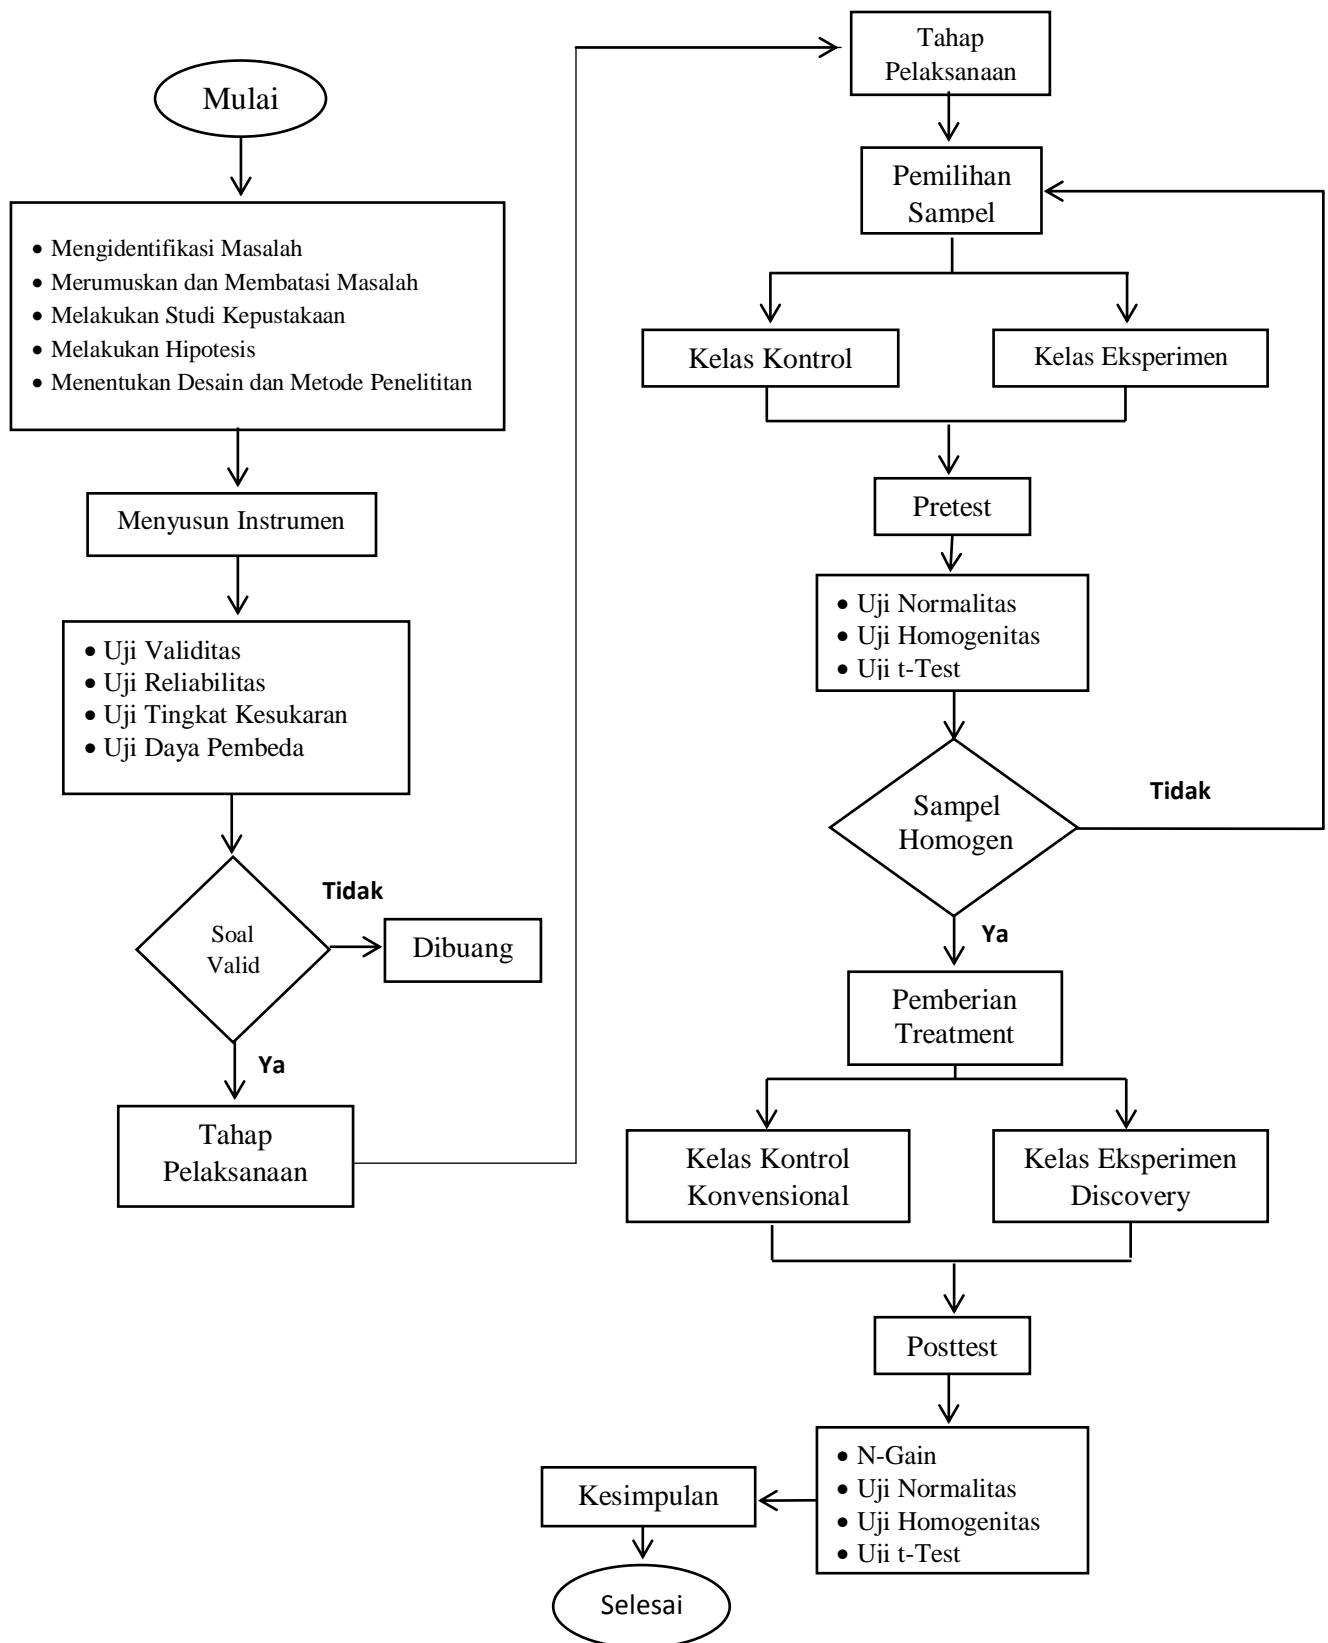 Mulai
• Mengidentifikasi Masalah
• Merumuskan dan Membatasi Masalah
• Melakukan Studi Kepustakaan
• Melakukan Hipotesis
• Menentukan Desain dan Metode Penelititan
Menyusun Instrumen
• Uji Validitas
• Uji Reliabilitas
• Uji Tingkat Kesukaran
• Uji Daya Pembeda
Soal
Valid
Tidak
Dibuang
Ya
Tahap
Pelaksanaan
Tahap
Pelaksanaan
Pemilihan
Sampel
Kelas Kontrol
Kelas Eksperimen
Pretest
• Uji Normalitas
• Uji Homogenitas
• Uji t-Test
Sampel
Homogen
Tidak
Ya
Pemberian
Treatment
Kelas Kontrol
Konvensional
Kelas Eksperimen
Discovery
Posttest
• N-Gain
• Uji Normalitas
• Uji Homogenitas
• Uji t-Test
Kesimpulan
Selesai